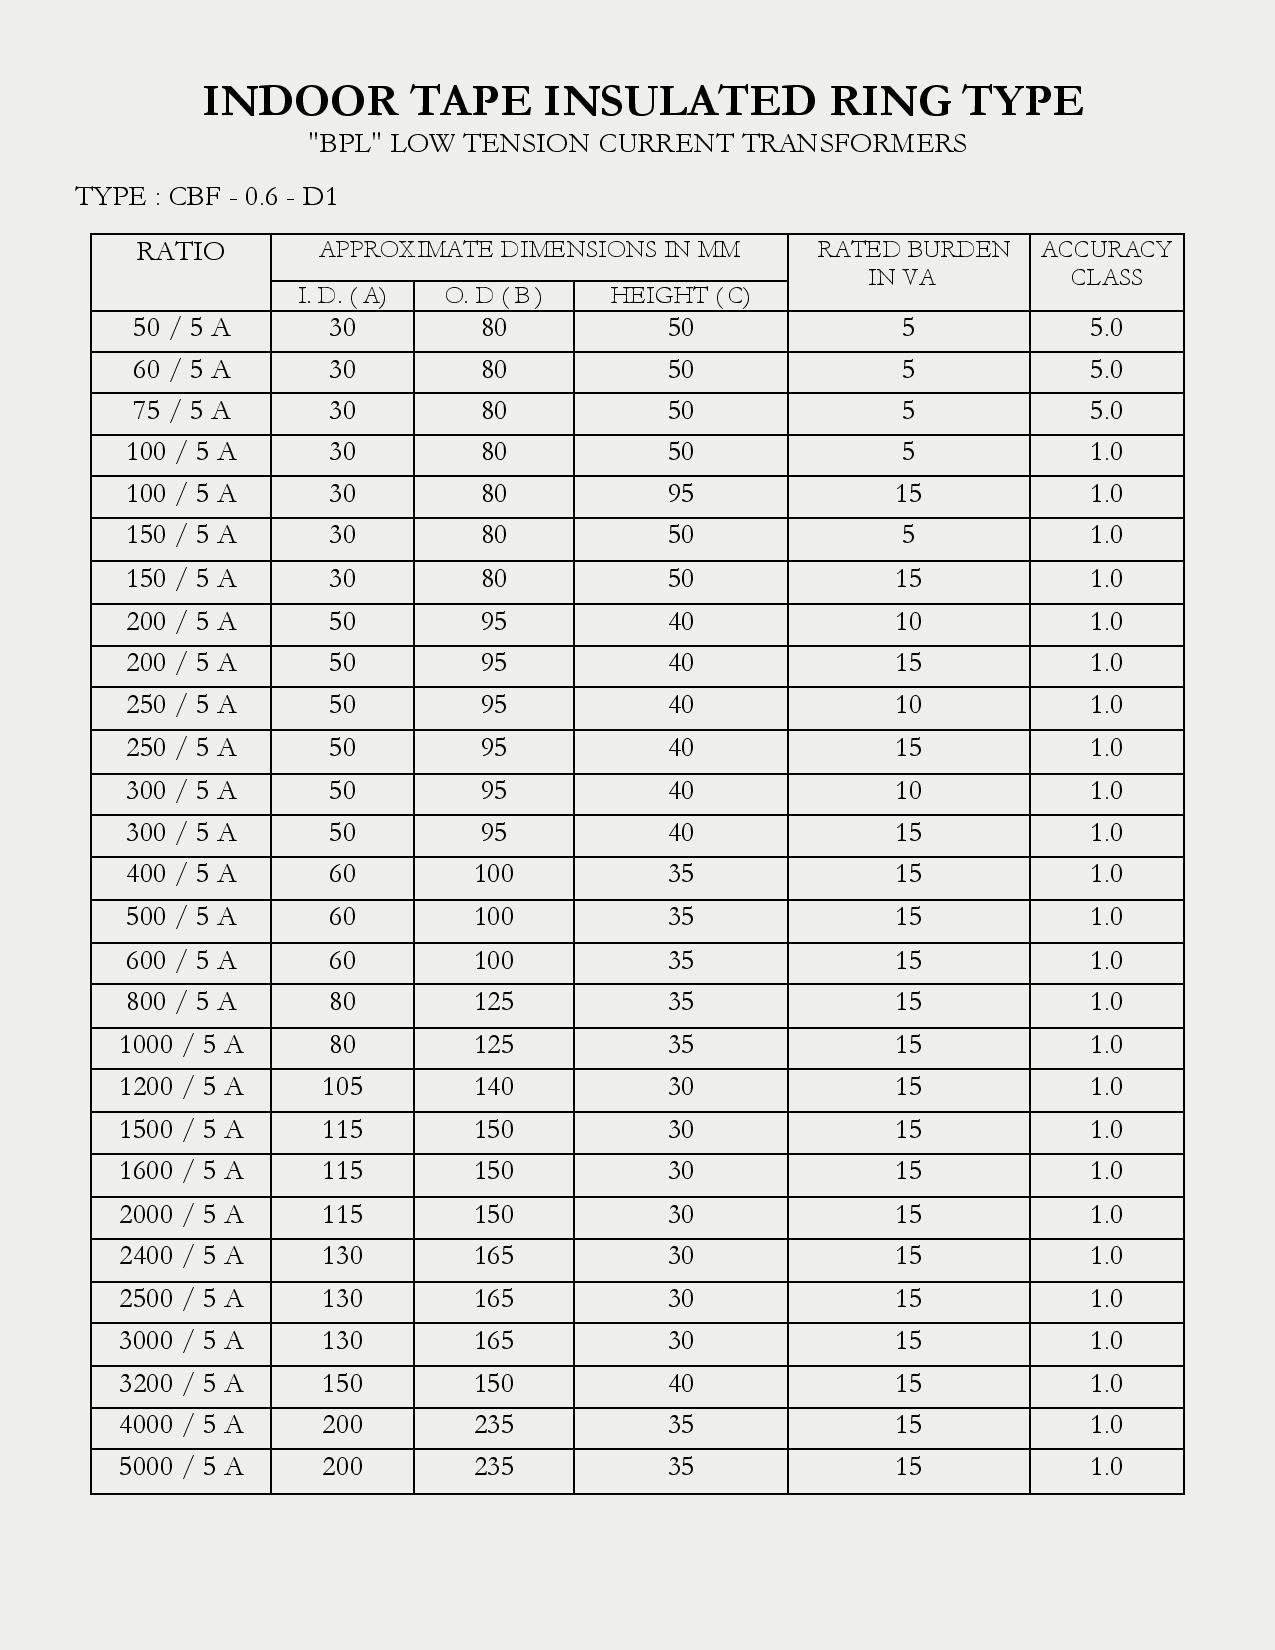 INDOOR TAPE INSULATED RING TYPE
"BPL" LOW TENSION CURRENT TRANSFORMERS
TYPE : CBF - 0.6 - D1
RATIO APPROXIMATE DIMENSIONS IN MM RATED BURDEN ACCURACY
IN VA CLASS
I. D. ( A) O. D ( B ) HEIGHT ( C)
50 / 5 A 30 80 50 5 5.0
60 / 5 A 30 80 50 5 5.0
75 / 5 A 30 80 50 5 5.0
100 / 5 A 30 80 50 5 1.0
100 / 5 A 30 80 95 15 1.0
150 / 5 A 30 80 50 5 1.0
150 / 5 A 30 80 50 15 1.0
200 / 5 A 50 95 40 10 1.0
200 / 5 A 50 95 40 15 1.0
250 / 5 A 50 95 40 10 1.0
250 / 5 A 50 95 40 15 1.0
300 / 5 A 50 95 40 10 1.0
300 / 5 A 50 95 40 15 1.0
400 / 5 A 60 100 35 15 1.0
500 / 5 A 60 100 35 15 1.0
600 / 5 A 60 100 35 15 1.0
800 / 5 A 80 125 35 15 1.0
1000 / 5 A 80 125 35 15 1.0
1200 / 5 A 105 140 30 15 1.0
1500 / 5 A 115 150 30 15 1.0
1600 / 5 A 115 150 30 15 1.0
2000 / 5 A 115 150 30 15 1.0
2400 / 5 A 130 165 30 15 1.0
2500 / 5 A 130 165 30 15 1.0
3000 / 5 A 130 165 30 15 1.0
3200 / 5 A 150 150 40 15 1.0
4000 / 5 A 200 235 35 15 1.0
5000 / 5 A 200 235 35 15 1.0